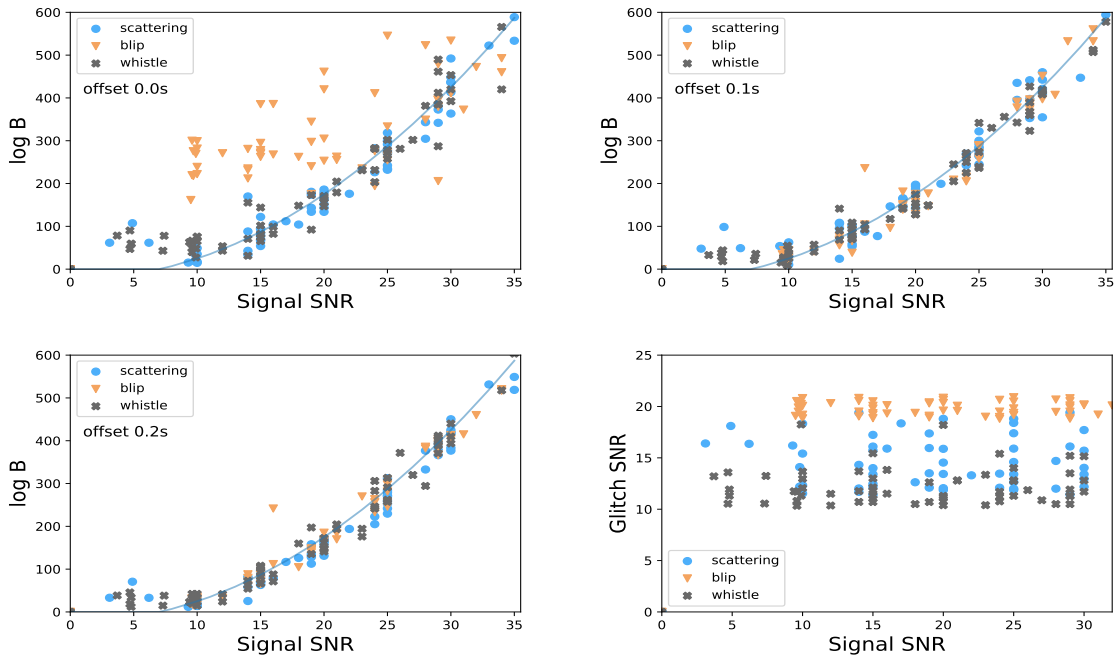 600
500
400
300
200
100
0
log B
scattering
blip
whistle
offset 0.0s
0 5 10 15 20 25 30 35
Signal SNR
600
500
400
300
200
100
0
log B
scattering
blip
whistle
offset 0.1s
0 5 10 15 20 25 30 35
Signal SNR
600
500
400
300
200
100
0
log B
scattering
blip
whistle
offset 0.2s
0 5 10 15 20 25 30 35
Signal SNR
25
20
15
10
5
0
Glitch SNR
scattering
blip
whistle
0 5 10 15 20 25 30
Signal SNR